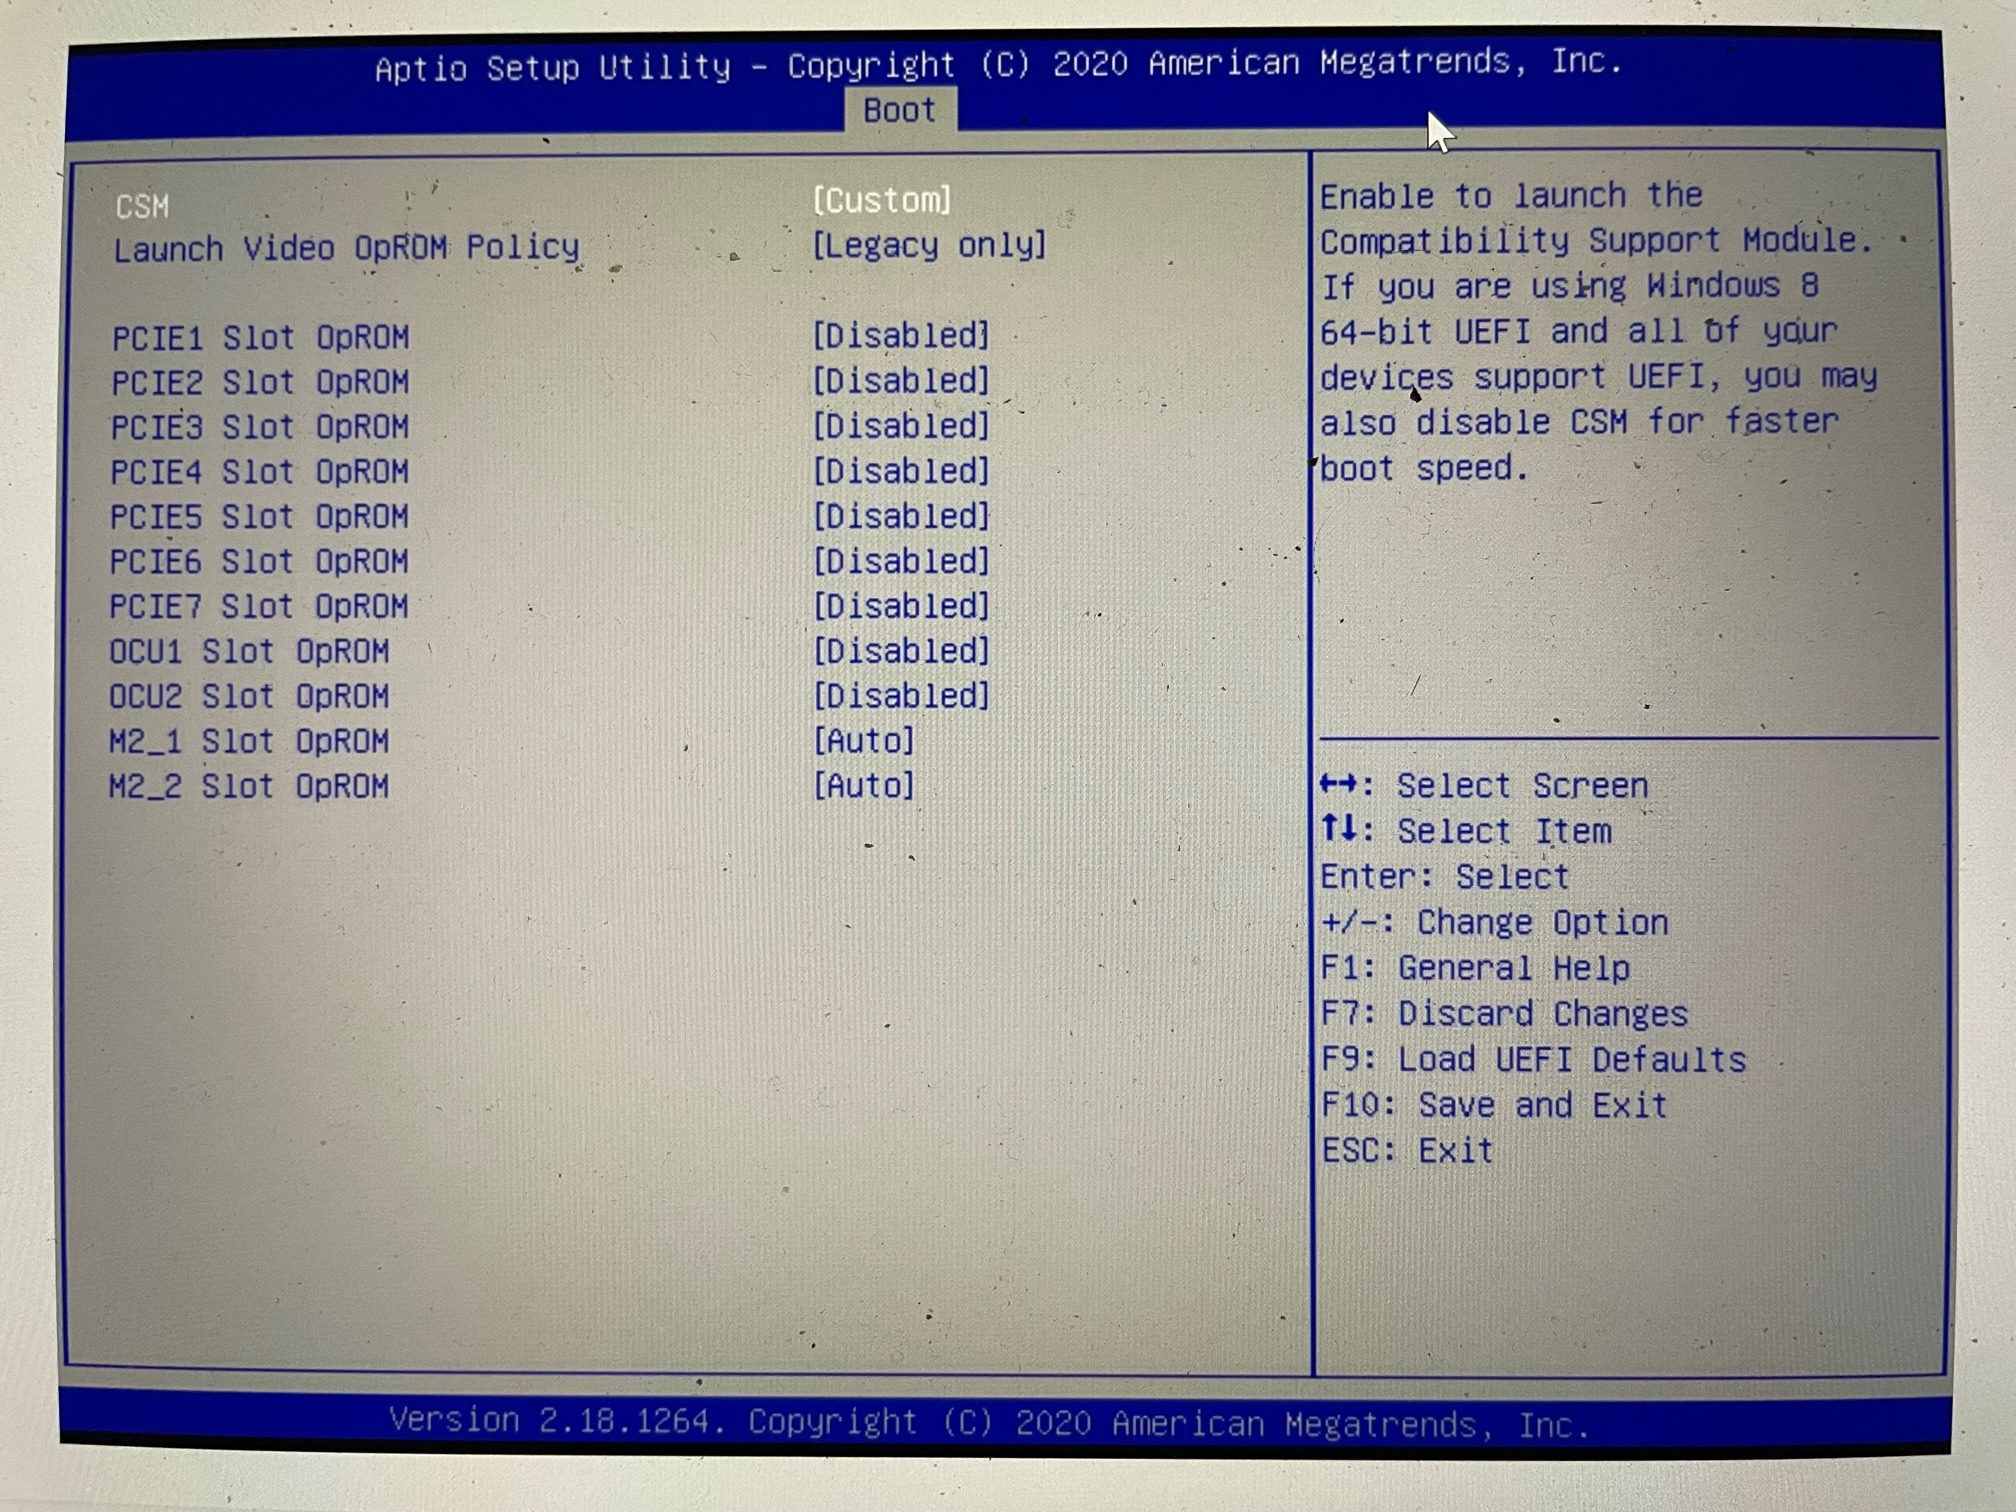 Aptio Setup Utility – Copyright (C) 2020 American Megatrends, Inc.
Boot
CSM [Custom]
Launch Video OpROM Policy [Legacy only]
PCIE1 Slot OpROM [Disabled]
PCIE2 Slot OpROM [Disabled]
PCIE3 Slot OpROM [Disabled]
PCIE4 Slot OpROM [Disabled]
PCIE5 Slot OpROM [Disabled]
PCIE6 Slot OpROM [Disabled]
PCIE7 Slot OpROM [Disabled]
OCU1 Slot OpROM [Disabled]
OCU2 Slot OpROM [Disabled]
M2_1 Slot OpROM [Auto]
M2_2 Slot OpROM [Auto]
Enable to launch the
Compatibility Support Module.
If you are using Windows 8
64-bit UEFI and all of your
devices support UEFI, you may
also disable CSM for faster
boot speed.
↔: Select Screen
↑↓: Select Item
Enter: Select
+/-: Change Option
F1: General Help
F7: Discard Changes
F9: Load UEFI Defaults
F10: Save and Exit
ESC: Exit
Version 2.18.1264. Copyright (C) 2020 American Megatrends, Inc.